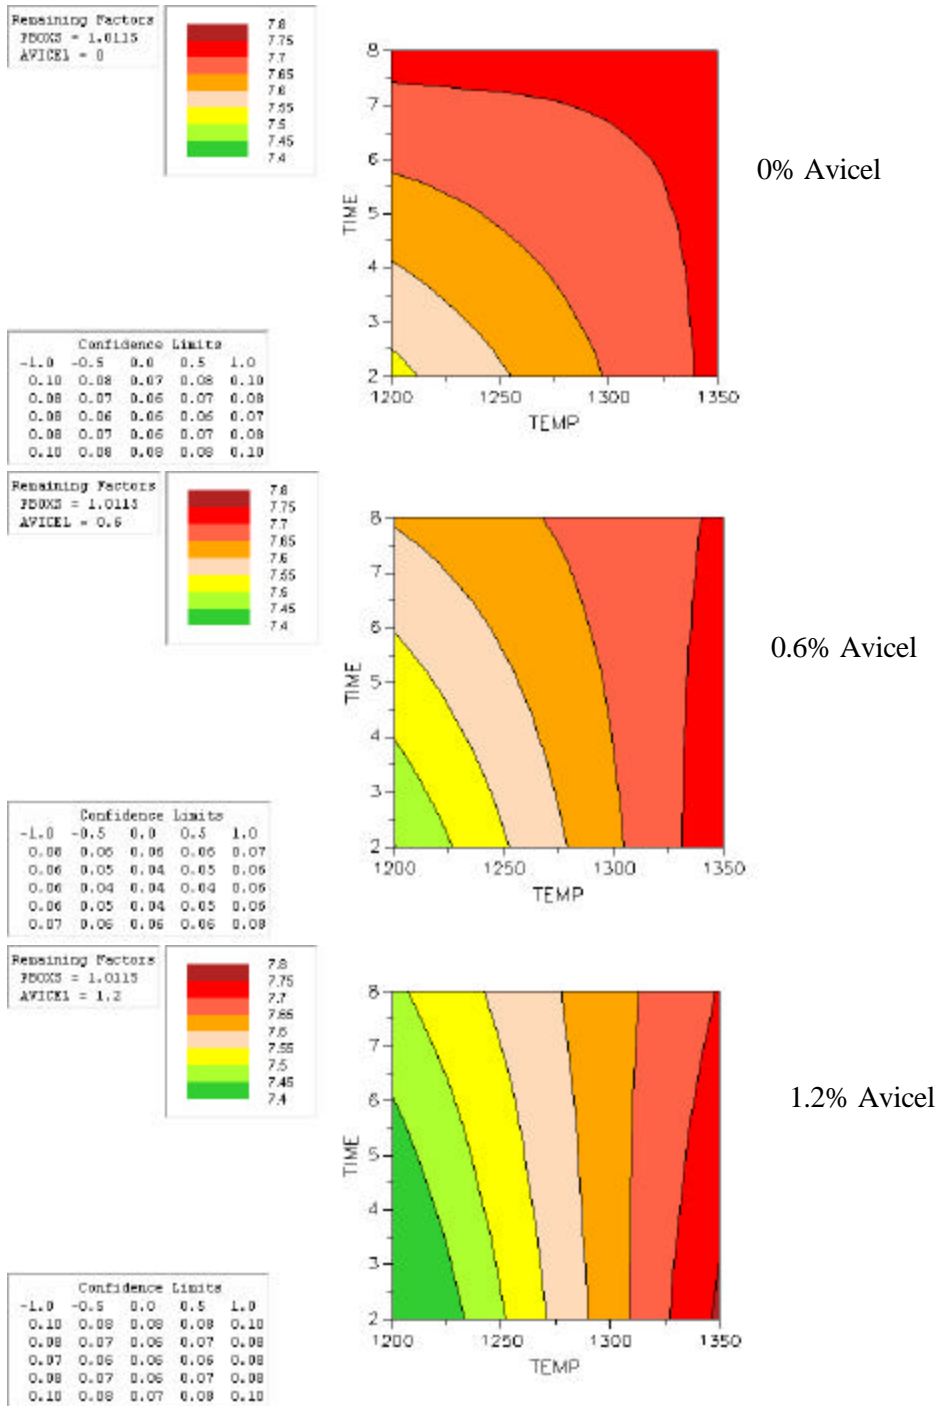 Remaining Factors
PBOXS = 1.0115
AVICEL = 0
7.8
7.75
7.7
7.65
7.6
7.55
7.5
7.45
7.4
8
7
6
5
4
3
2
TIME
1200 1250 1300 1350
TEMP
0% Avicel
Confidence Limits
-1.0 -0.5 0.0 0.5 1.0
0.10 0.08 0.07 0.08 0.10
0.08 0.07 0.06 0.07 0.08
0.08 0.06 0.06 0.06 0.07
0.08 0.07 0.06 0.07 0.08
0.10 0.08 0.08 0.08 0.10
Remaining Factors
PBOXS = 1.0115
AVICEL = 0.6
7.8
7.75
7.7
7.65
7.6
7.55
7.5
7.45
7.4
8
7
6
5
4
3
2
TIME
1200 1250 1300 1350
TEMP
0.6% Avicel
Confidence Limits
-1.0 -0.5 0.0 0.5 1.0
0.08 0.06 0.06 0.06 0.07
0.06 0.05 0.04 0.05 0.06
0.06 0.04 0.04 0.04 0.06
0.06 0.05 0.04 0.05 0.06
0.07 0.06 0.06 0.06 0.08
Remaining Factors
PBOXS = 1.0115
AVICEL = 1.2
7.8
7.75
7.7
7.65
7.6
7.55
7.5
7.45
7.4
8
7
6
5
4
3
2
TIME
1200 1250 1300 1350
TEMP
1.2% Avicel
Confidence Limits
-1.0 -0.5 0.0 0.5 1.0
0.10 0.08 0.08 0.08 0.10
0.08 0.07 0.06 0.07 0.08
0.07 0.06 0.06 0.06 0.08
0.08 0.07 0.06 0.07 0.08
0.10 0.08 0.07 0.08 0.10